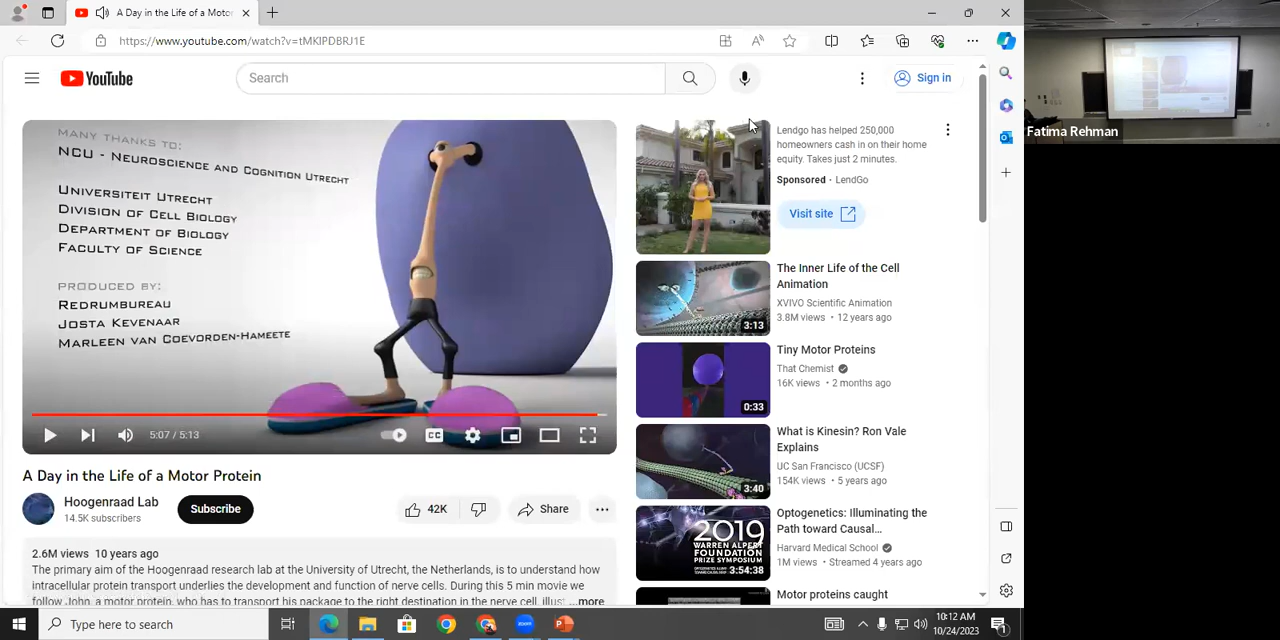 A Day in the Life of a Motor
https://www.youtube.com/watch?v=tMKlPDBRJ1E
YouTube
Search
Sign in
MANY THANKS TO:
NCU - NEUROSCIENCE AND COGNITION UTRECHT
UNIVERSITEIT UTRECHT
DIVISION OF CELL BIOLOGY
DEPARTMENT OF BIOLOGY
FACULTY OF SCIENCE
PRODUCED BY:
REDRUMBUREAU
JOSTA KEVENAAR
MARLEEN VAN COEVORDEN-HAMEETE
5:07 / 5:13
CC
A Day in the Life of a Motor Protein
Hoogenraad Lab
14.5K subscribers
Subscribe
42K
Share
2.6M views 10 years ago
The primary aim of the Hoogenraad research lab at the University of Utrecht, the Netherlands, is to understand how
intracellular protein transport underlies the development and function of nerve cells. During this 5 min movie we
follow John, a motor protein, who has to transport his package to the right destination in the nerve cell, illus ...more
Lendgo has helped 250,000
homeowners cash in on their home
equity. Takes just 2 minutes.
Sponsored • LendGo
Visit site
The Inner Life of the Cell
Animation
XVIVO Scientific Animation
3.8M views • 12 years ago
3:13
Tiny Motor Proteins
That Chemist
16K views • 2 months ago
0:33
What is Kinesin? Ron Vale
Explains
UC San Francisco (UCSF)
154K views • 5 years ago
3:40
Optogenetics: Illuminating the
Path toward Causal...
Harvard Medical School
1M views • Streamed 4 years ago
2019
WARREN ALPERT
FOUNDATION
PRIZE SYMPOSIUM
3:54:38
Motor proteins caught
Fatima Rehman
Type here to search
zoom
10:12 AM
10/24/2023
1